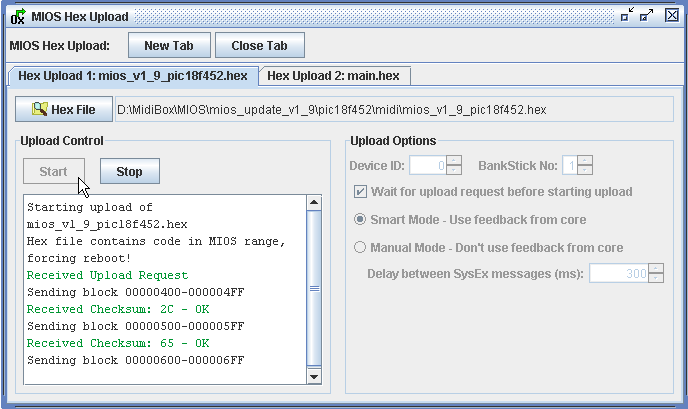 MIOS Hex Upload
MIOS Hex Upload: New Tab Close Tab
Hex Upload 1: mios_v1_9_pic18f452.hex Hex Upload 2: main.hex
Hex File D:\MidiBox\MIOS\mios_update_v1_9\pic18f452\midi\mios_v1_9_pic18f452.hex
Upload Control
Start Stop
Starting upload of
mios_v1_9_pic18f452.hex
Hex file contains code in MIOS range,
forcing reboot!
Received Upload Request
Sending block 00000400-000004FF
Received Checksum: 2C - OK
Sending block 00000500-000005FF
Received Checksum: 65 - OK
Sending block 00000600-000006FF
Upload Options
Device ID: 0 BankStick No: 1
Wait for upload request before starting upload
Smart Mode - Use feedback from core
Manual Mode - Don't use feedback from core
Delay between SysEx messages (ms): 300